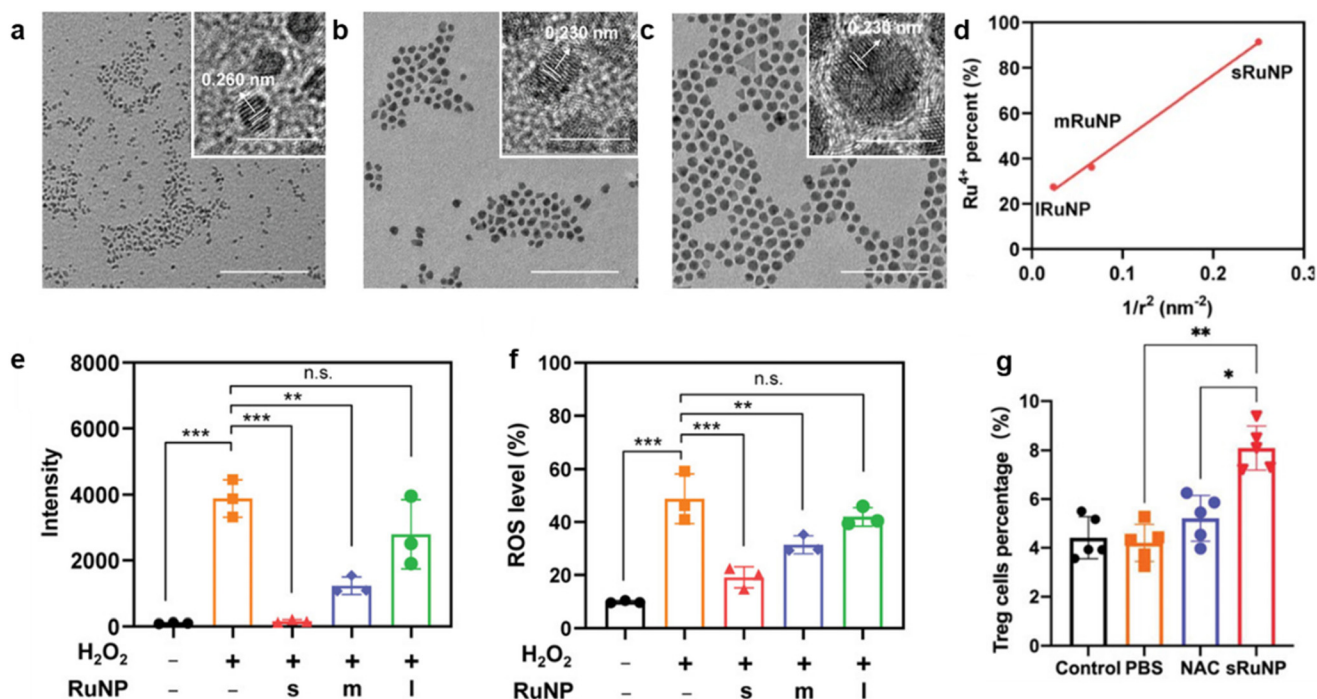 a
0.260 nm
b
0.230 nm
c
0.230 nm
d
Ru⁴⁺ percent (%)
100
80
60
40
20
0
sRuNP
mRuNP
lRuNP
0.0
0.1
0.2
0.3
1/r² (nm⁻²)
e
Intensity
8000
6000
4000
2000
0
n.s.
**
***
***
H₂O₂ – + + + +
RuNP – – s m l
f
ROS level (%)
100
80
60
40
20
0
n.s.
**
***
***
H₂O₂ – + + + +
RuNP – – s m l
g
Treg cells percentage (%)
10
8
6
4
2
0
**
*
Control PBS NAC sRuNP